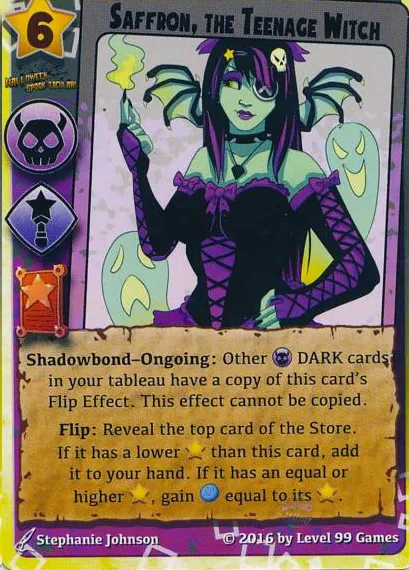 6
SAFFRON, THE TEENAGE WITCH
HALLOWEEN
SPOOK-TACULAR!
Shadowbond–Ongoing: Other DARK cards
in your tableau have a copy of this card's
Flip Effect. This effect cannot be copied.
Flip: Reveal the top card of the Store.
If it has a lower than this card, add
it to your hand. If it has an equal or
higher , gain equal to its .
Stephanie Johnson
© 2016 by Level 99 Games